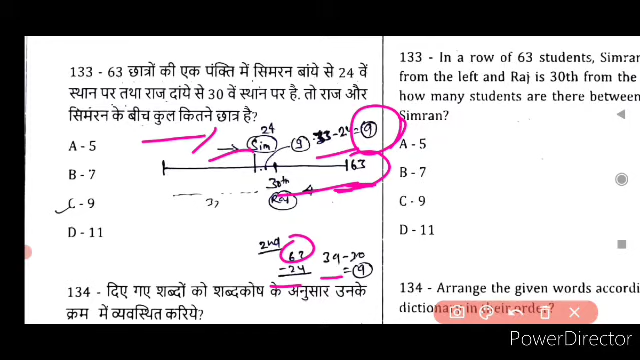 133 - 63 छात्रों की एक पंक्ति में सिमरन बांये से 24 वें
स्थान पर तथा राज दांये से 30 वें स्थान पर है. तो राज और
सिमरन के बीच कुल कितने छात्र है?
24
A - 5
Sim
9
33-24=9
B - 7
63
30th
Raj
C - 9
D - 11
2nd
63
-24
39-30
=9
134 - दिए गए शब्दों को शब्दकोष के अनुसार उनके
क्रम में व्यवस्थित करिये?
133 - In a row of 63 students, Simran
from the left and Raj is 30th from the
how many students are there between
Simran?
A - 5
B - 7
C - 9
D - 11
134 - Arrange the given words accordi
dictionary in their order?
PowerDirector